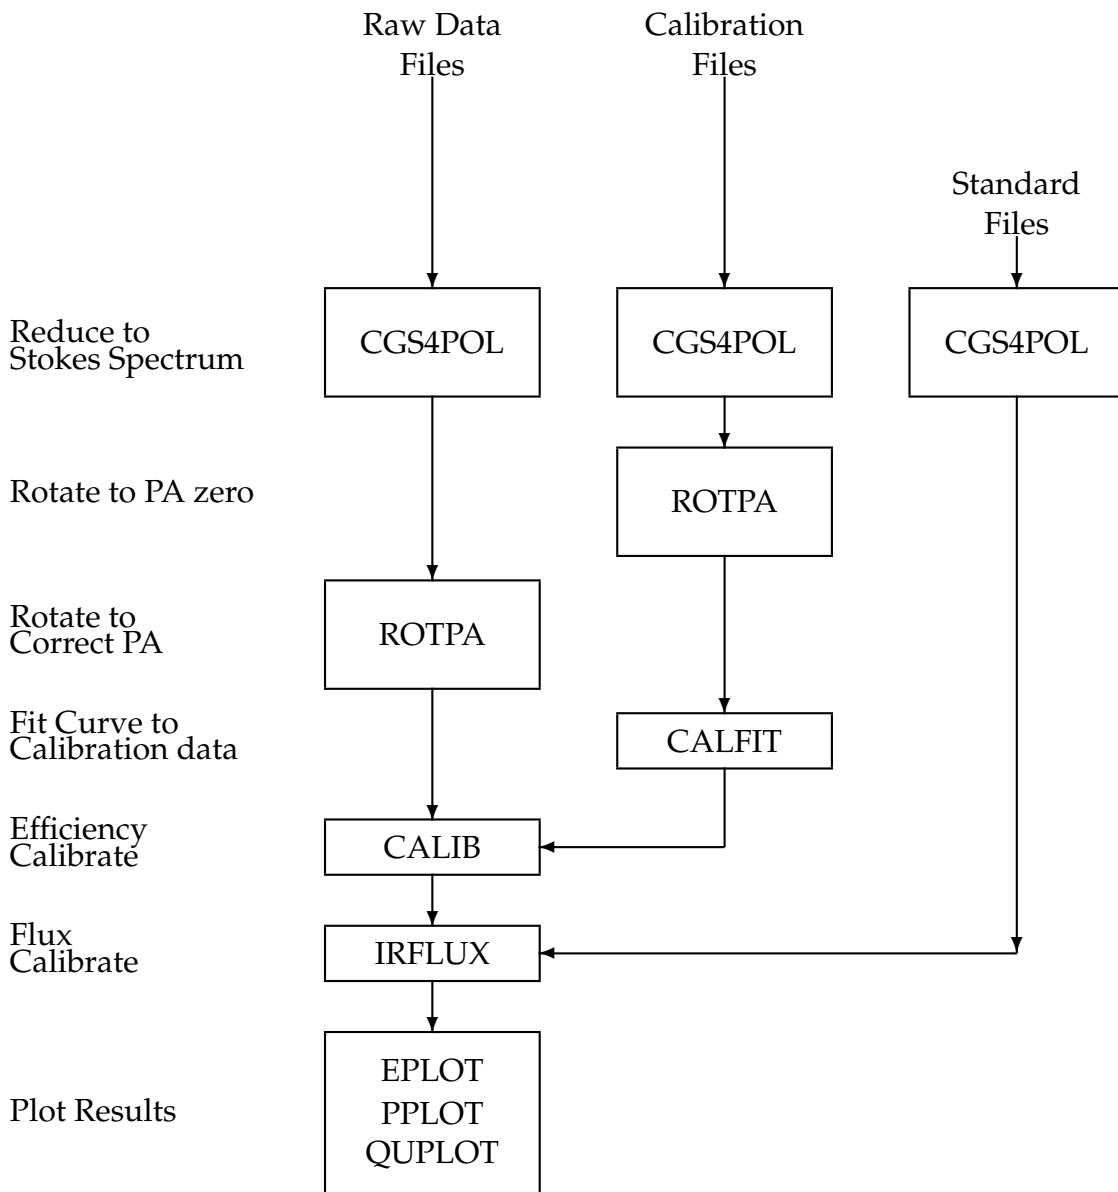 Raw Data
Files
Calibration
Files
Standard
Files
Reduce to
Stokes Spectrum
CGS4POL
CGS4POL
CGS4POL
Rotate to PA zero
ROTPA
Rotate to
Correct PA
ROTPA
Fit Curve to
Calibration data
CALFIT
Efficiency
Calibrate
CALIB
Flux
Calibrate
IRFLUX
Plot Results
EPLOT
PPLOT
QUPLOT